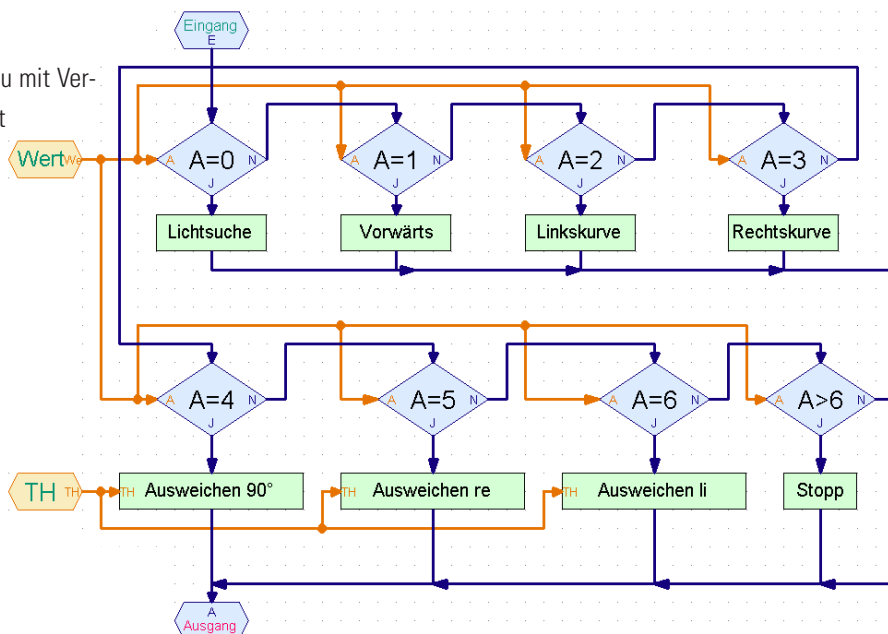 Eingang
E
u mit Ver-
t
Wert We A A=0 N A A=1 N A A=2 N A A=3 N
J J J J
Lichtsuche Vorwärts Linkskurve Rechtskurve
A A=4 N A A=5 N A A=6 N A A>6 N
J J J J
TH TH TH Ausweichen 90° TH Ausweichen re TH Ausweichen li Stopp
A
Ausgang